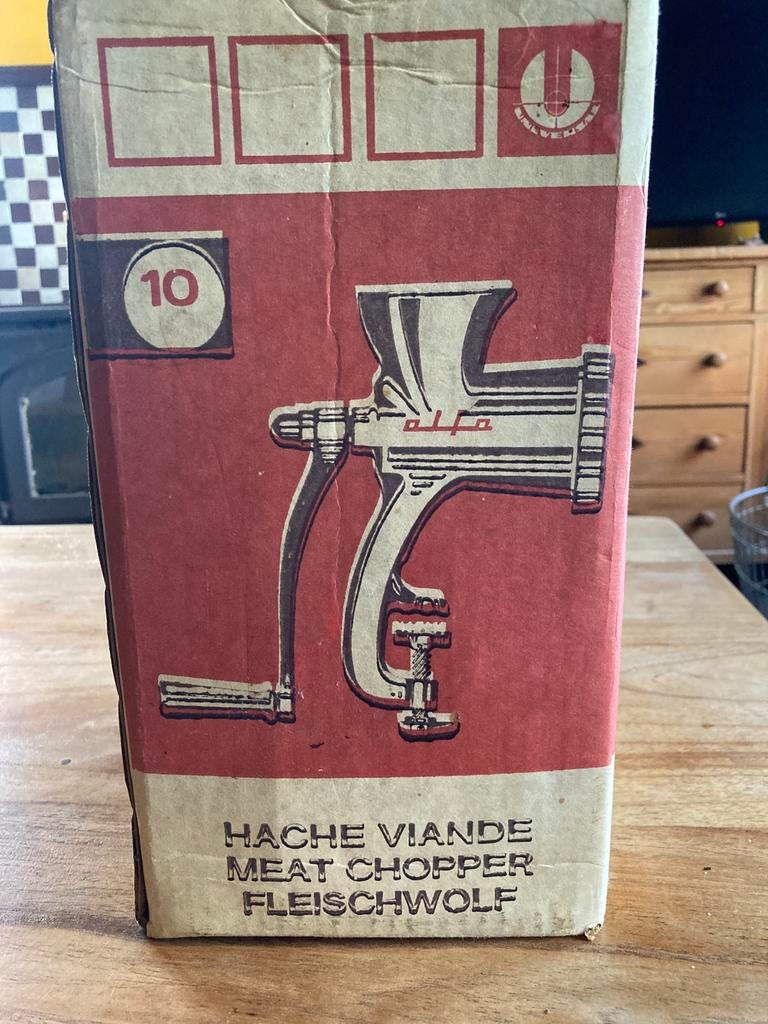 UNIVERSAL
10
alfa
HACHE VIANDE
MEAT CHOPPER
FLEISCHWOLF